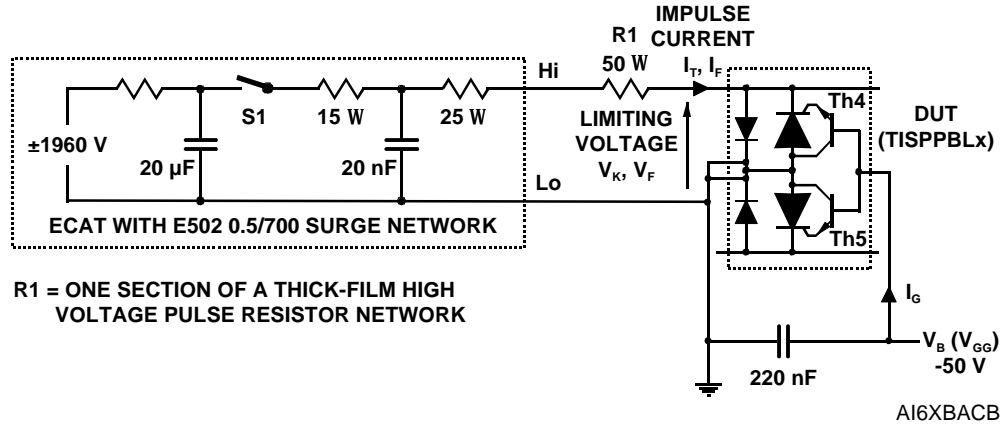 IMPULSE
CURRENT
I_T, I_F
R1
50 W
Hi
S1
15 W
25 W
±1960 V
20 µF
20 nF
Lo
LIMITING
VOLTAGE
V_K, V_F
Th4
Th5
DUT
(TISPPBLx)
ECAT WITH E502 0.5/700 SURGE NETWORK
R1 = ONE SECTION OF A THICK-FILM HIGH
VOLTAGE PULSE RESISTOR NETWORK
I_G
220 nF
V_B (V_GG)
-50 V
AI6XBACB